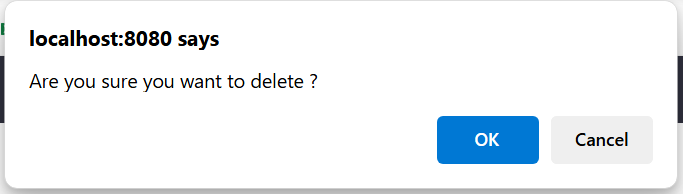 localhost:8080 says
Are you sure you want to delete ?
OK Cancel